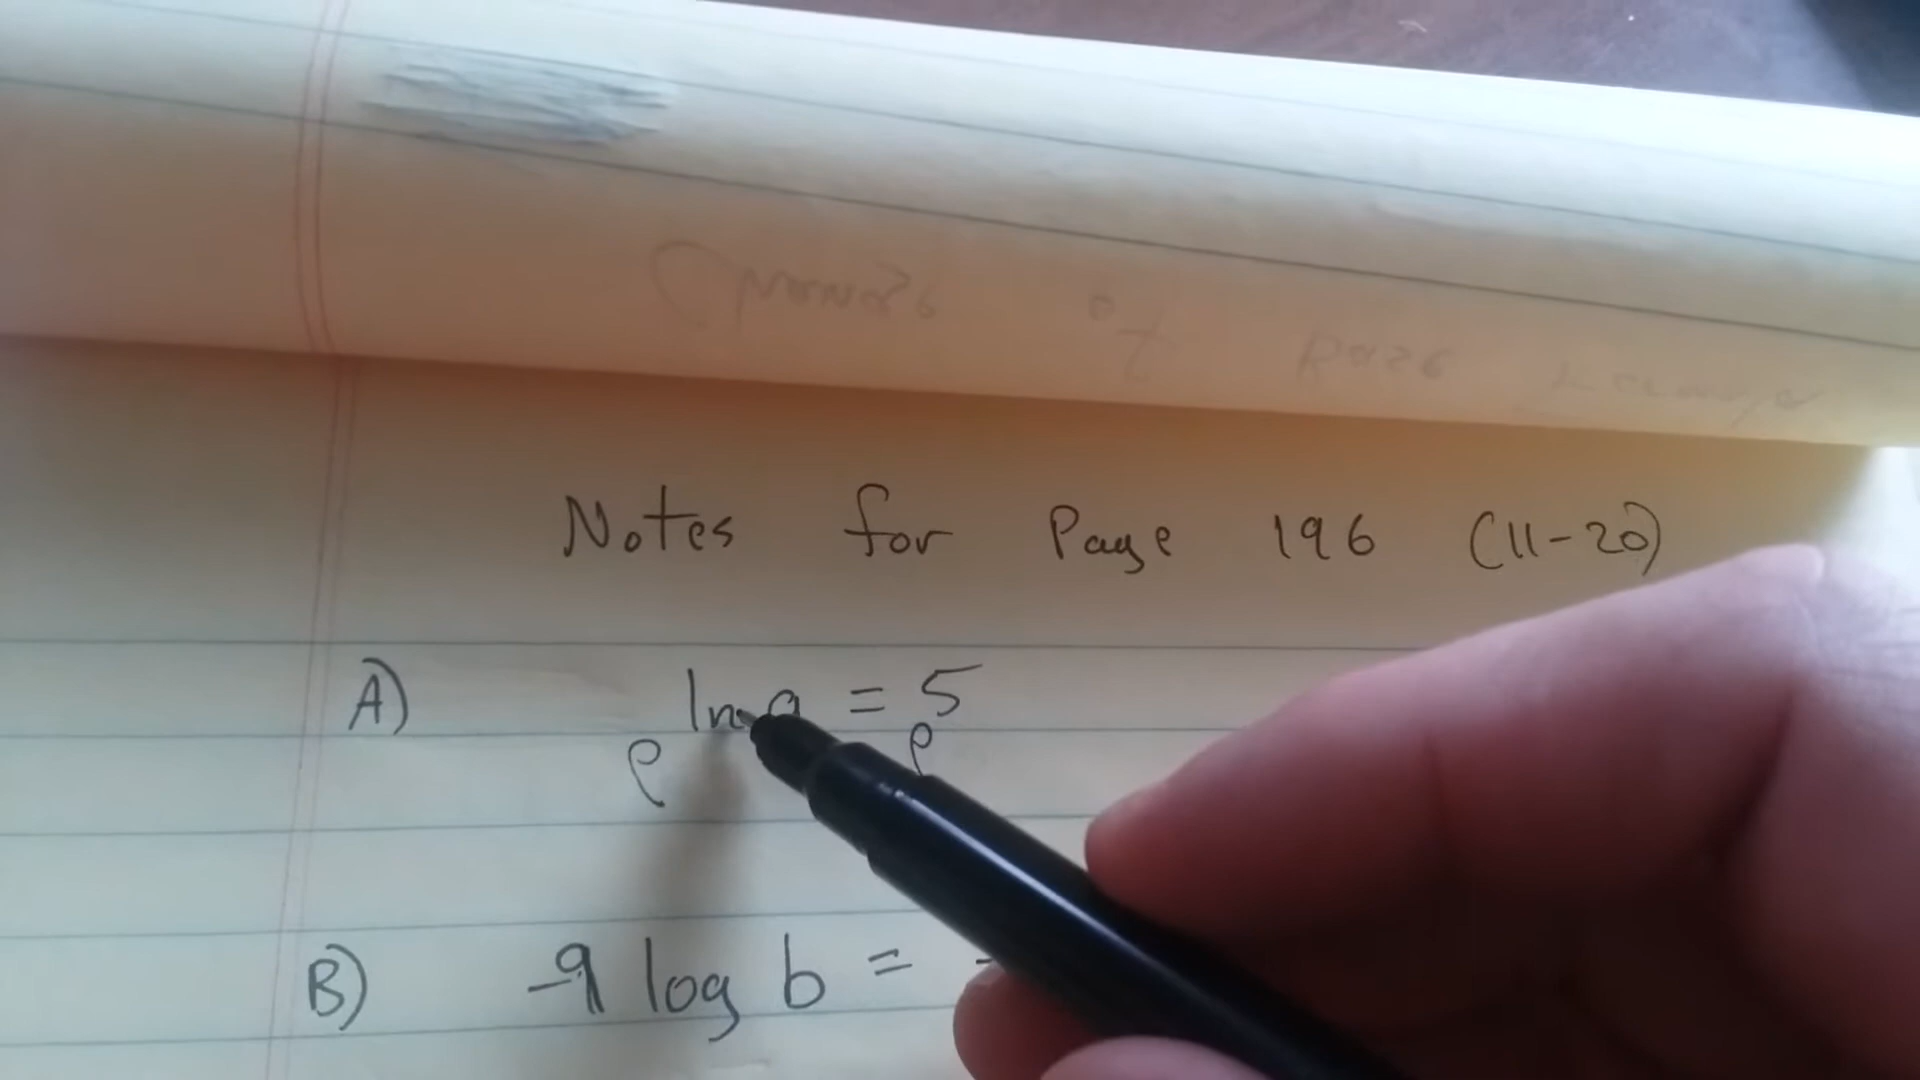 Notes for Page 196 (11-20)
A) ln a = 5
e e
B) -9 log b = -